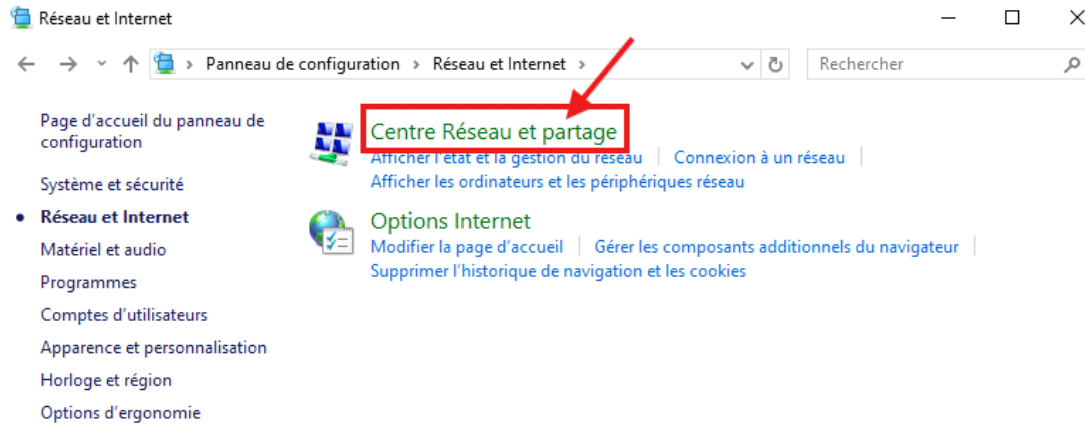 Réseau et Internet
Panneau de configuration > Réseau et Internet >
Rechercher
Page d'accueil du panneau de
configuration
Système et sécurité
Réseau et Internet
Matériel et audio
Programmes
Comptes d'utilisateurs
Apparence et personnalisation
Horloge et région
Options d'ergonomie
Centre Réseau et partage
Afficher l'état et la gestion du réseau
Connexion à un réseau
Afficher les ordinateurs et les périphériques réseau
Options Internet
Modifier la page d'accueil
Gérer les composants additionnels du navigateur
Supprimer l'historique de navigation et les cookies